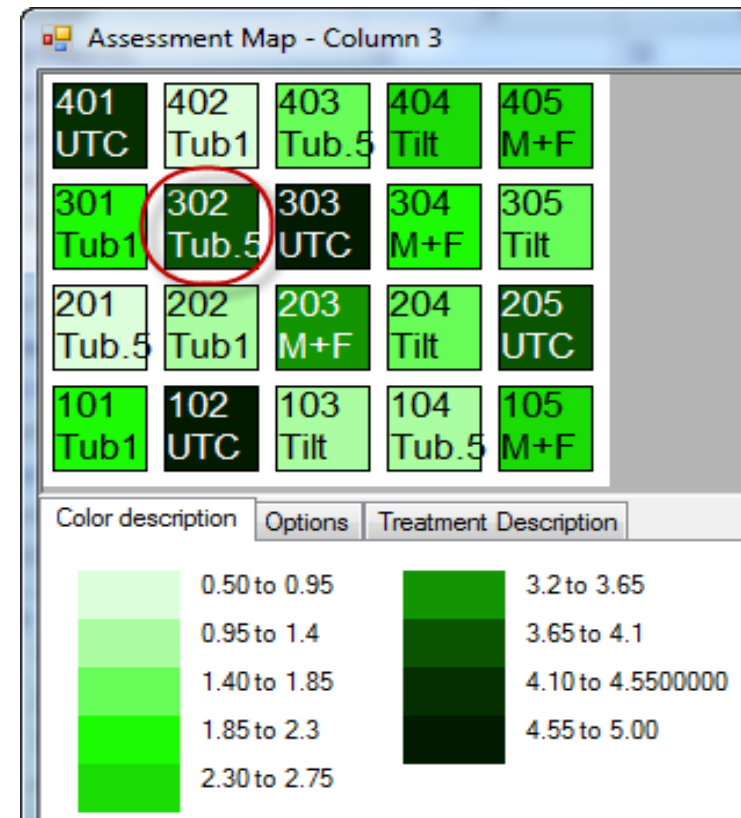 Assessment Map - Column 3
401 402 403 404 405
UTC Tub1 Tub.5 Tilt M+F
301 302 303 304 305
Tub1 Tub.5 UTC M+F Tilt
201 202 203 204 205
Tub.5 Tub1 M+F Tilt UTC
101 102 103 104 105
Tub1 UTC Tilt Tub.5 M+F
Color description Options Treatment Description
0.50 to 0.95 3.2 to 3.65
0.95 to 1.4 3.65 to 4.1
1.40 to 1.85 4.10 to 4.5500000
1.85 to 2.3 4.55 to 5.00
2.30 to 2.75